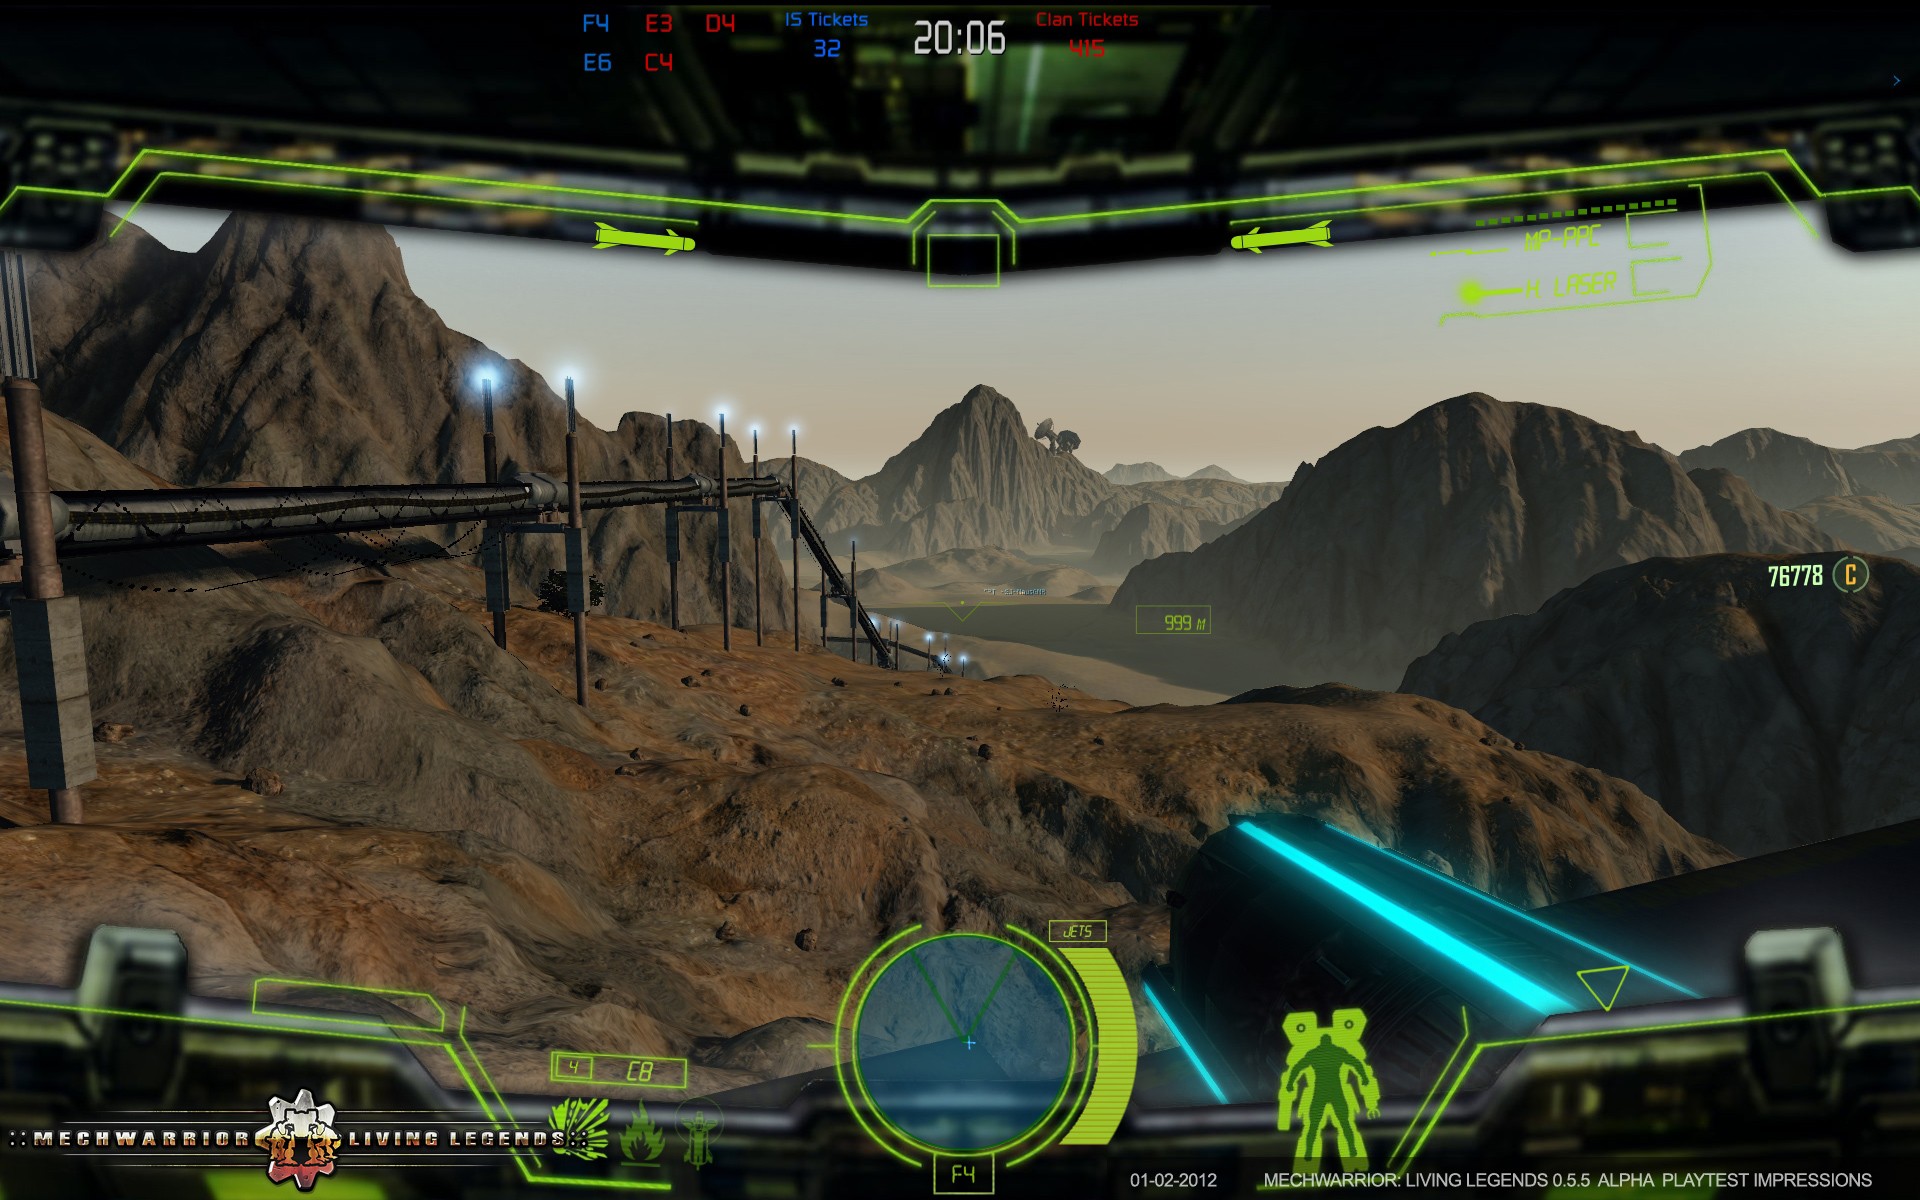 F4 E3 D4 IS Tickets 20:06 Clan Tickets
E6 C4 32 415
MP-PPC
H. LASER
76778 C
999 M
JETS
4 C8
:: MECHWARRIOR LIVING LEGENDS ::
F4
01-02-2012 MECHWARRIOR: LIVING LEGENDS 0.5.5 ALPHA PLAYTEST IMPRESSIONS